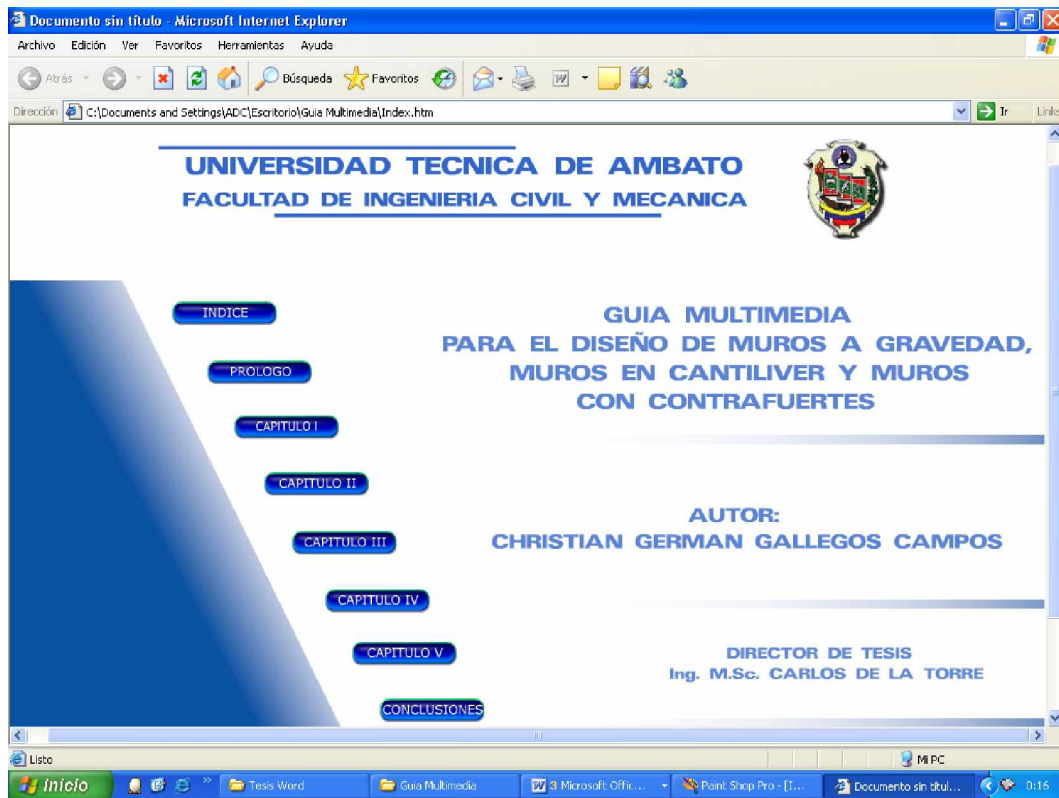 Documento sin título - Microsoft Internet Explorer
Archivo Edición Ver Favoritos Herramientas Ayuda
Atrás Búsqueda Favoritos
Dirección C:\Documents and Settings\ADC\Escritorio\Guia Multimedia\Index.htm Ir Links
UNIVERSIDAD TECNICA DE AMBATO
FACULTAD DE INGENIERIA CIVIL Y MECANICA
INDICE
PROLOGO
CAPITULO I
CAPITULO II
CAPITULO III
CAPITULO IV
CAPITULO V
CONCLUSIONES
GUIA MULTIMEDIA
PARA EL DISEÑO DE MUROS A GRAVEDAD,
MUROS EN CANTILIVER Y MUROS
CON CONTRAFUERTES
AUTOR:
CHRISTIAN GERMAN GALLEGOS CAMPOS
DIRECTOR DE TESIS
Ing. M.Sc. CARLOS DE LA TORRE
Listo Mi PC
Inicio Tesis Word Guia Multimedia 3 Microsoft Offic... Paint Shop Pro - [I... Documento sin títul... 0:16